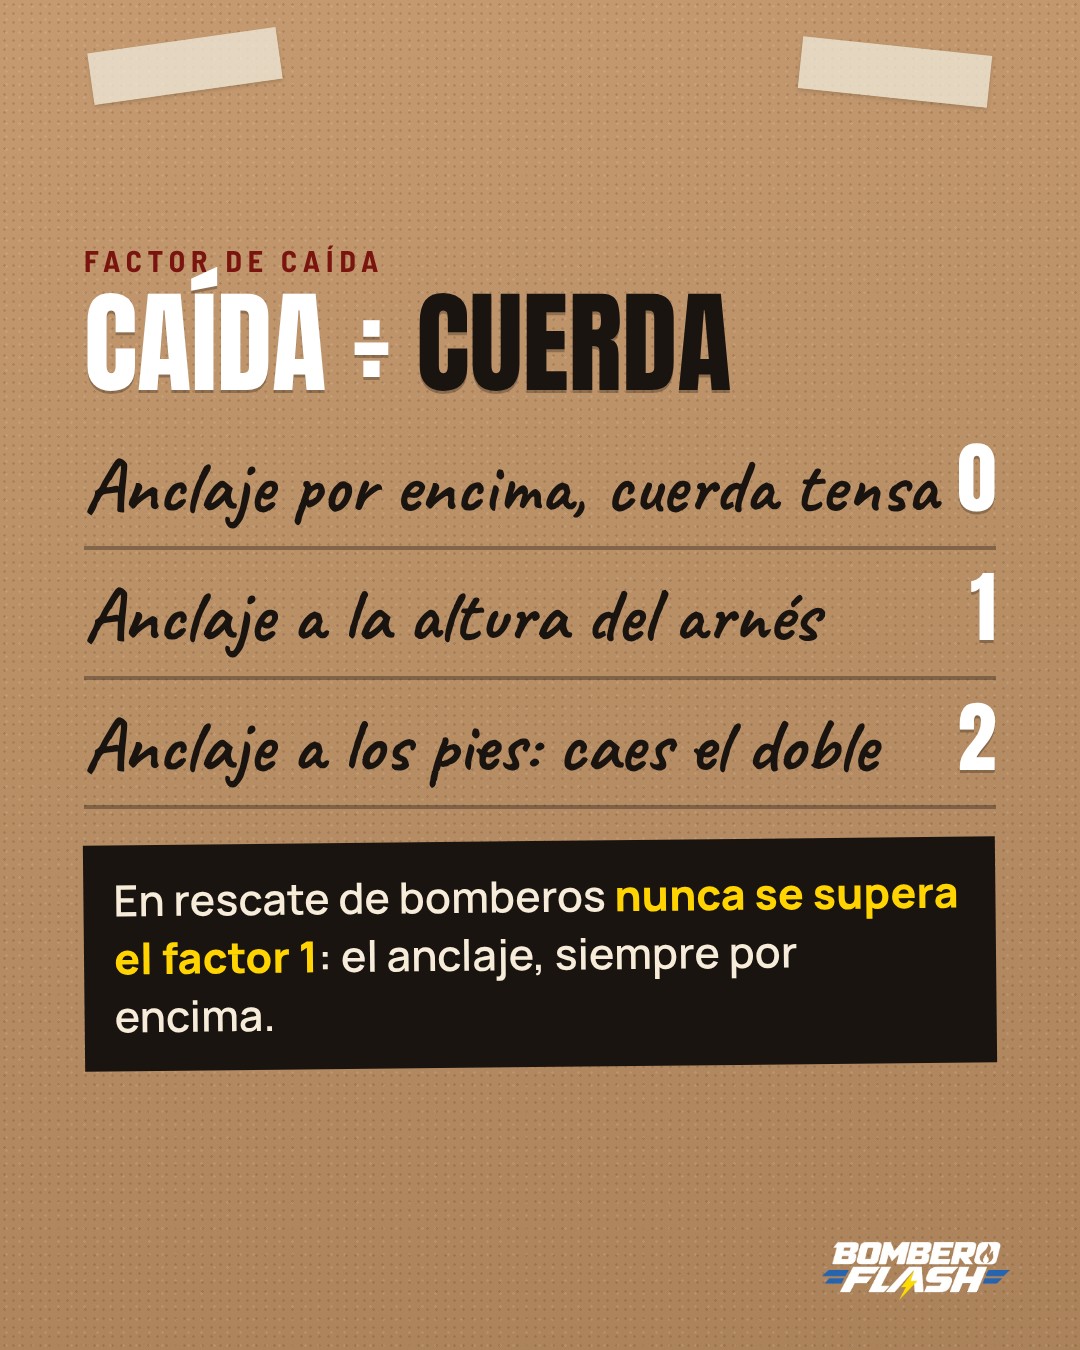 FACTOR DE CAÍDA
CAÍDA ÷ CUERDA
Anclaje por encima, cuerda tensa 0
Anclaje a la altura del arnés 1
Anclaje a los pies: caes el doble 2
En rescate de bomberos nunca se supera
el factor 1: el anclaje, siempre por
encima.
BOMBERO
FLASH